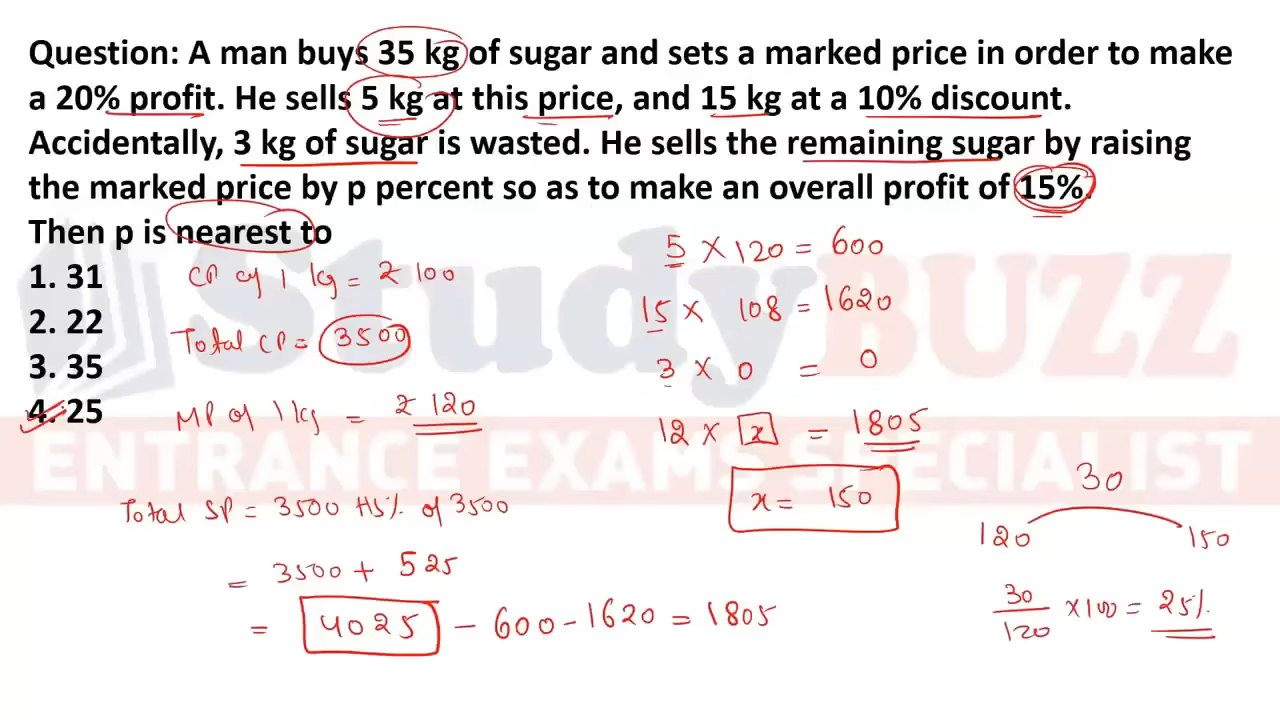 Question: A man buys 35 kg of sugar and sets a marked price in order to make
a 20% profit. He sells 5 kg at this price, and 15 kg at a 10% discount.
Accidentally, 3 kg of sugar is wasted. He sells the remaining sugar by raising
the marked price by p percent so as to make an overall profit of 15%.
Then p is nearest to
1. 31
2. 22
3. 35
4. 25
CP of 1 kg = ₹ 100
Total CP = 3500
MP of 1 kg = ₹ 120
Total SP = 3500 +15% of 3500
= 3500 + 525
= 4025 - 600 - 1620 = 1805
5 × 120 = 600
15 × 108 = 1620
3 × 0 = 0
12 × x = 1805
x = 150
30
120 150
30/120 ×100 = 25%
StudyBUZZ
ENTRANCE EXAMS SPECIALIST